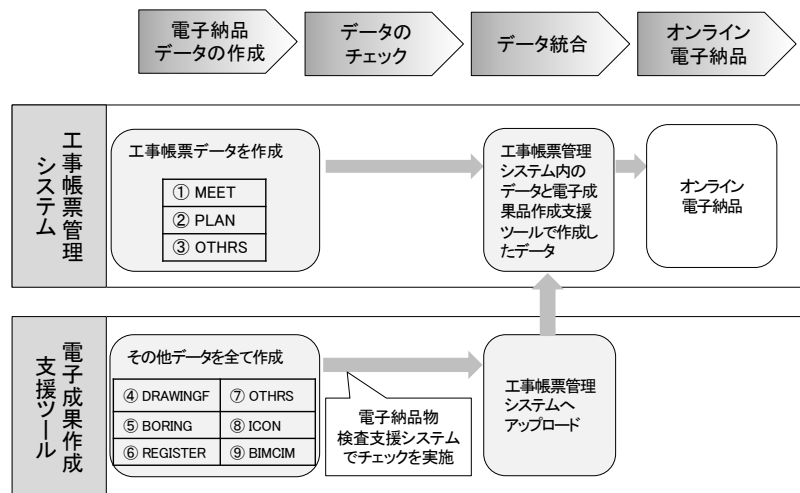 電子納品
データの作成
データの
チェック
データ統合
オンライン
電子納品
工事帳票管理
システム
工事帳票データを作成
① MEET
② PLAN
③ OTHRS
工事帳票管理
システム内の
データと電子成
果品作成支援
ツールで作成し
たデータ
オンライン
電子納品
電子成果作成
支援ツール
その他データを全て作成
④ DRAWINGF
⑦ OTHRS
⑤ BORING
⑧ ICON
⑥ REGISTER
⑨ BIMCIM
電子納品物
検査支援システム
でチェックを実施
工事帳票管理
システムへ
アップロード